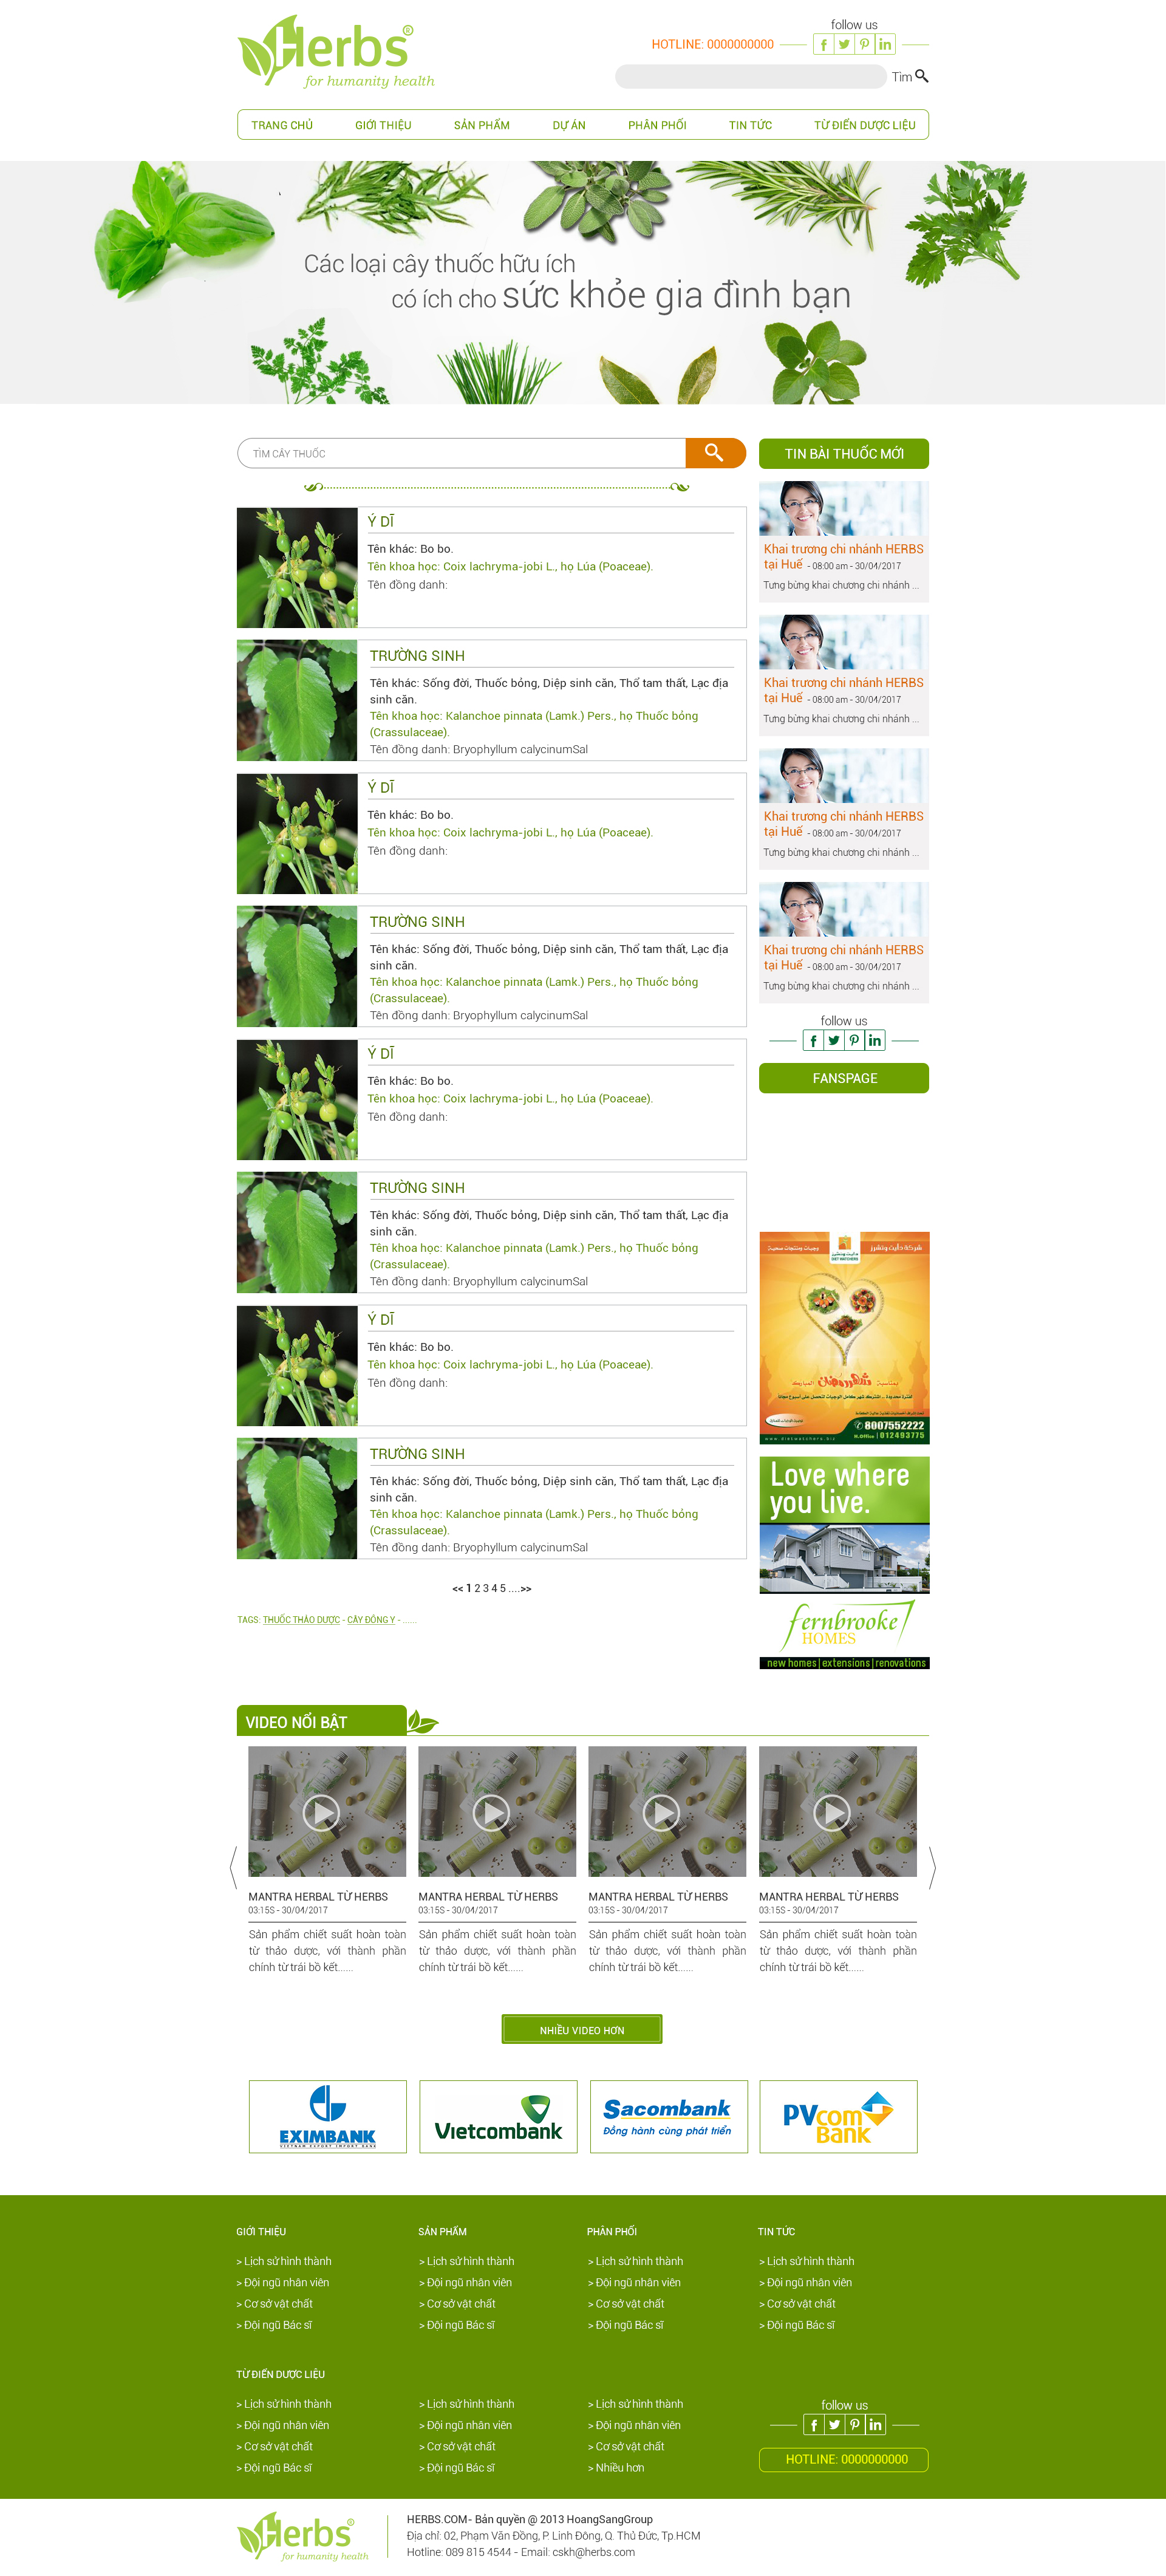 Herbs®
for humanity health
follow us
HOTLINE: 0000000000
Tìm
TRANG CHỦ GIỚI THIỆU SẢN PHẨM DỰ ÁN PHÂN PHỐI TIN TỨC TỪ ĐIỂN DƯỢC LIỆU
Các loại cây thuốc hữu ích
có ích cho sức khỏe gia đình bạn
TÌM CÂY THUỐC
Ý DĨ
Tên khác: Bo bo.
Tên khoa học: Coix lachryma-jobi L., họ Lúa (Poaceae).
Tên đồng danh:
TRƯỜNG SINH
Tên khác: Sống đời, Thuốc bỏng, Diệp sinh căn, Thổ tam thất, Lạc địa
sinh căn.
Tên khoa học: Kalanchoe pinnata (Lamk.) Pers., họ Thuốc bỏng
(Crassulaceae).
Tên đồng danh: Bryophyllum calycinumSal
Ý DĨ
Tên khác: Bo bo.
Tên khoa học: Coix lachryma-jobi L., họ Lúa (Poaceae).
Tên đồng danh:
TRƯỜNG SINH
Tên khác: Sống đời, Thuốc bỏng, Diệp sinh căn, Thổ tam thất, Lạc địa
sinh căn.
Tên khoa học: Kalanchoe pinnata (Lamk.) Pers., họ Thuốc bỏng
(Crassulaceae).
Tên đồng danh: Bryophyllum calycinumSal
Ý DĨ
Tên khác: Bo bo.
Tên khoa học: Coix lachryma-jobi L., họ Lúa (Poaceae).
Tên đồng danh:
TRƯỜNG SINH
Tên khác: Sống đời, Thuốc bỏng, Diệp sinh căn, Thổ tam thất, Lạc địa
sinh căn.
Tên khoa học: Kalanchoe pinnata (Lamk.) Pers., họ Thuốc bỏng
(Crassulaceae).
Tên đồng danh: Bryophyllum calycinumSal
Ý DĨ
Tên khác: Bo bo.
Tên khoa học: Coix lachryma-jobi L., họ Lúa (Poaceae).
Tên đồng danh:
TRƯỜNG SINH
Tên khác: Sống đời, Thuốc bỏng, Diệp sinh căn, Thổ tam thất, Lạc địa
sinh căn.
Tên khoa học: Kalanchoe pinnata (Lamk.) Pers., họ Thuốc bỏng
(Crassulaceae).
Tên đồng danh: Bryophyllum calycinumSal
<< 1 2 3 4 5 ....>>
TAGS: THUỐC THẢO DƯỢC - CÂY ĐÔNG Y - ......
TIN BÀI THUỐC MỚI
Khai trương chi nhánh HERBS
tại Huế - 08:00 am - 30/04/2017
Tưng bừng khai chương chi nhánh ...
Khai trương chi nhánh HERBS
tại Huế - 08:00 am - 30/04/2017
Tưng bừng khai chương chi nhánh ...
Khai trương chi nhánh HERBS
tại Huế - 08:00 am - 30/04/2017
Tưng bừng khai chương chi nhánh ...
Khai trương chi nhánh HERBS
tại Huế - 08:00 am - 30/04/2017
Tưng bừng khai chương chi nhánh ...
follow us
FANSPAGE
DIET WATCHERS
بمناسبة شهر رمضان المبارك
8007552222
H.Office | 012493775
Love where
you live.
fernbrooke
HOMES
new homes | extensions | renovations
VIDEO NỔI BẬT
MANTRA HERBAL TỪ HERBS
03:15S - 30/04/2017
Sản phẩm chiết suất hoàn toàn
từ thảo dược, với thành phần
chính từ trái bồ kết......
MANTRA HERBAL TỪ HERBS
03:15S - 30/04/2017
Sản phẩm chiết suất hoàn toàn
từ thảo dược, với thành phần
chính từ trái bồ kết......
MANTRA HERBAL TỪ HERBS
03:15S - 30/04/2017
Sản phẩm chiết suất hoàn toàn
từ thảo dược, với thành phần
chính từ trái bồ kết......
MANTRA HERBAL TỪ HERBS
03:15S - 30/04/2017
Sản phẩm chiết suất hoàn toàn
từ thảo dược, với thành phần
chính từ trái bồ kết......
NHIỀU VIDEO HƠN
EXIMBANK
VIETNAM EXPORT IMPORT BANK
Vietcombank
Sacombank
Đồng hành cùng phát triển
PVcom
BANK
GIỚI THIỆU
> Lịch sử hình thành
> Đội ngũ nhân viên
> Cơ sở vật chất
> Đội ngũ Bác sĩ
SẢN PHẨM
> Lịch sử hình thành
> Đội ngũ nhân viên
> Cơ sở vật chất
> Đội ngũ Bác sĩ
PHÂN PHỐI
> Lịch sử hình thành
> Đội ngũ nhân viên
> Cơ sở vật chất
> Đội ngũ Bác sĩ
TIN TỨC
> Lịch sử hình thành
> Đội ngũ nhân viên
> Cơ sở vật chất
> Đội ngũ Bác sĩ
TỪ ĐIỂN DƯỢC LIỆU
> Lịch sử hình thành
> Đội ngũ nhân viên
> Cơ sở vật chất
> Đội ngũ Bác sĩ
> Lịch sử hình thành
> Đội ngũ nhân viên
> Cơ sở vật chất
> Đội ngũ Bác sĩ
> Lịch sử hình thành
> Đội ngũ nhân viên
> Cơ sở vật chất
> Nhiều hơn
follow us
HOTLINE: 0000000000
Herbs®
for humanity health
HERBS.COM- Bản quyền @ 2013 HoangSangGroup
Địa chỉ: 02, Phạm Văn Đồng, P. Linh Đông, Q. Thủ Đức, Tp.HCM
Hotline: 089 815 4544 - Email: cskh@herbs.com